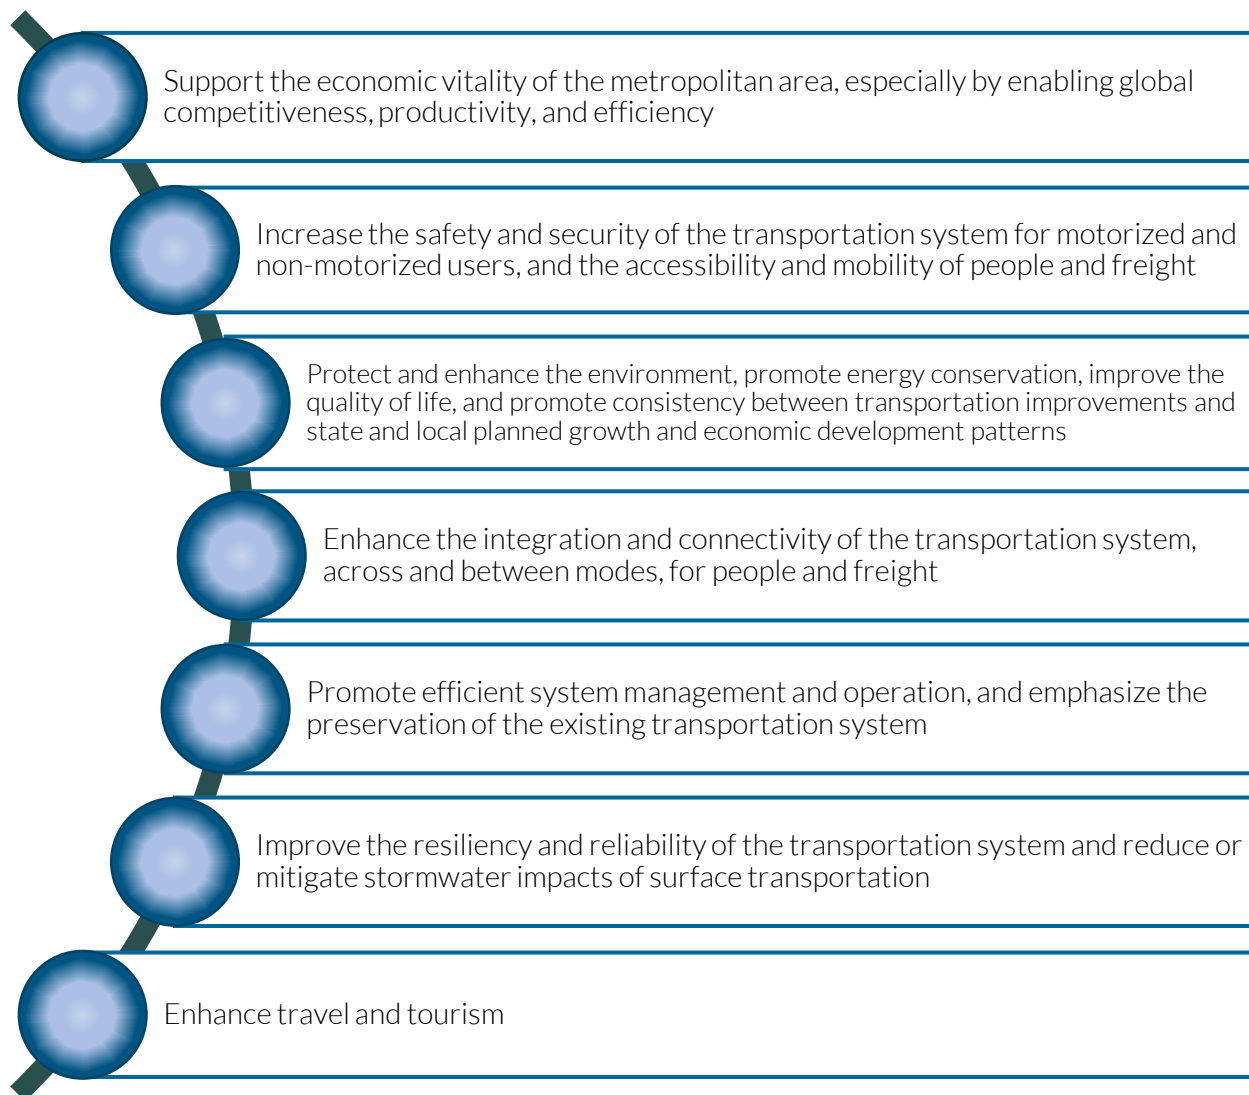 Support the economic vitality of the metropolitan area, especially by enabling global
competitiveness, productivity, and efficiency
Increase the safety and security of the transportation system for motorized and
non-motorized users, and the accessibility and mobility of people and freight
Protect and enhance the environment, promote energy conservation, improve the
quality of life, and promote consistency between transportation improvements and
state and local planned growth and economic development patterns
Enhance the integration and connectivity of the transportation system,
across and between modes, for people and freight
Promote efficient system management and operation, and emphasize the
preservation of the existing transportation system
Improve the resiliency and reliability of the transportation system and reduce or
mitigate stormwater impacts of surface transportation
Enhance travel and tourism